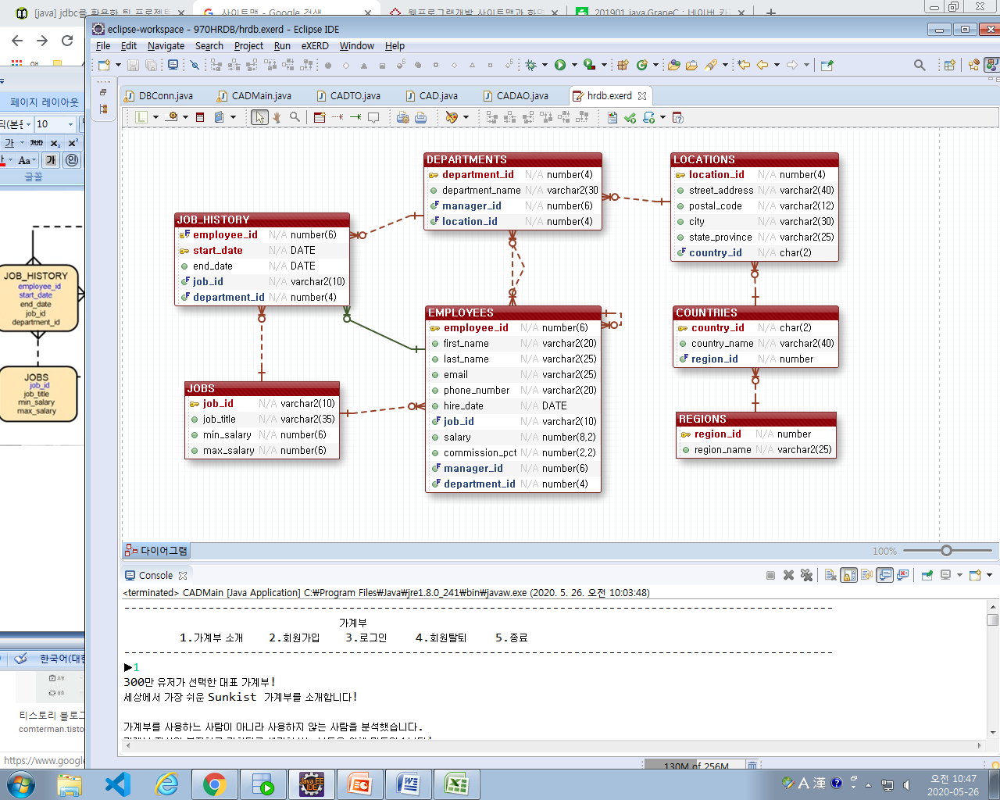 [java] jdbc를 활용한 팀 프로젝트
사이트맵 - Google 검색
웹프로그램개발 사이트맵과 화면
201901 java GrapeC : 네이버 카페
eclipse-workspace - 970HRDB/hrdb.exerd - Eclipse IDE
File Edit Navigate Search Project Run eXERD Window Help
DBConn.java CADMain.java CADTO.java CAD.java CADAO.java hrdb.exerd
페이지 레이아웃
10
가
글꼴
DEPARTMENTS
department_id N/A number(4)
department_name N/A varchar2(30
manager_id N/A number(6)
location_id N/A number(4)
LOCATIONS
location_id N/A number(4)
street_address N/A varchar2(40)
postal_code N/A varchar2(12)
city N/A varchar2(30)
state_province N/A varchar2(25)
country_id N/A char(2)
JOB_HISTORY
employee_id N/A number(6)
start_date N/A DATE
end_date N/A DATE
job_id N/A varchar2(10)
department_id N/A number(4)
EMPLOYEES
employee_id N/A number(6)
first_name N/A varchar2(20)
last_name N/A varchar2(25)
email N/A varchar2(25)
phone_number N/A varchar2(20)
hire_date N/A DATE
job_id N/A varchar2(10)
salary N/A number(8,2)
commission_pct N/A number(2,2)
manager_id N/A number(6)
department_id N/A number(4)
COUNTRIES
country_id N/A char(2)
country_name N/A varchar2(40)
region_id N/A number
JOBS
job_id N/A varchar2(10)
job_title N/A varchar2(35)
min_salary N/A number(6)
max_salary N/A number(6)
REGIONS
region_id N/A number
region_name N/A varchar2(25)
JOB_HISTORY
employee_id
start_date
end_date
job_id
department_id
JOBS
job_id
job_title
min_salary
max_salary
다이어그램
100%
Console
<terminated> CADMain [Java Application] C:₩Program Files₩Java₩jre1.8.0_241₩bin₩javaw.exe (2020. 5. 26. 오전 10:03:48)
가계부
1.가계부 소개 2.회원가입 3.로그인 4.회원탈퇴 5.종료
▶1
300만 유저가 선택한 대표 가계부!
세상에서 가장 쉬운 Sunkist 가계부를 소개합니다!
가계부를 사용하느 사람이 아니라 사용하지 않는 사람을 분석했습니다.
한국어(대한
티스토리 블로그
comterman.tisto
https://www.google
130M of 256M
A 漢
오전 10:47
2020-05-26